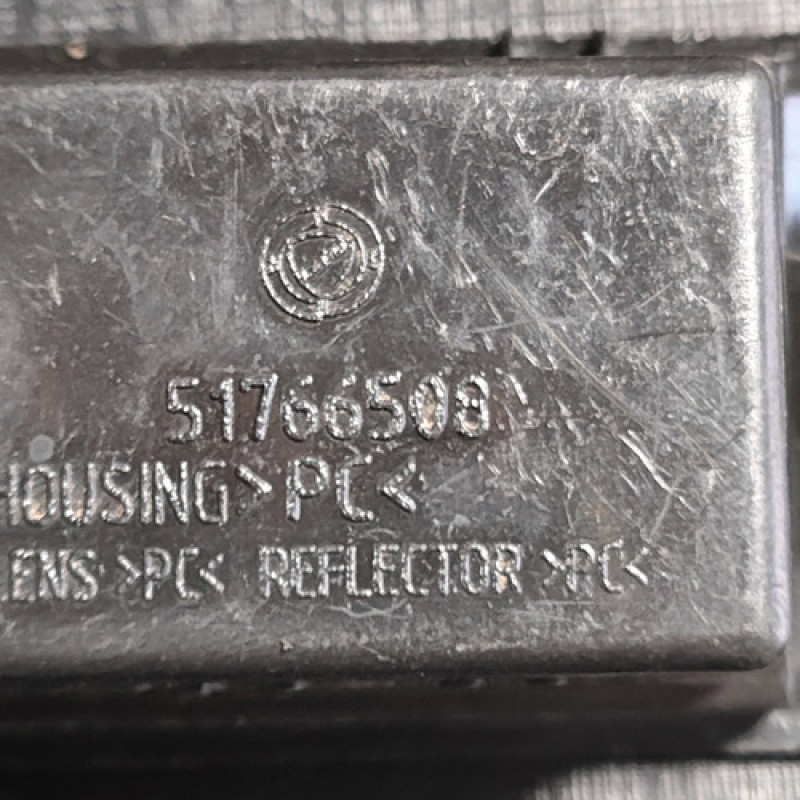 51766508
HOUSING>PC<
LENS >PC< REFLECTOR >PC<